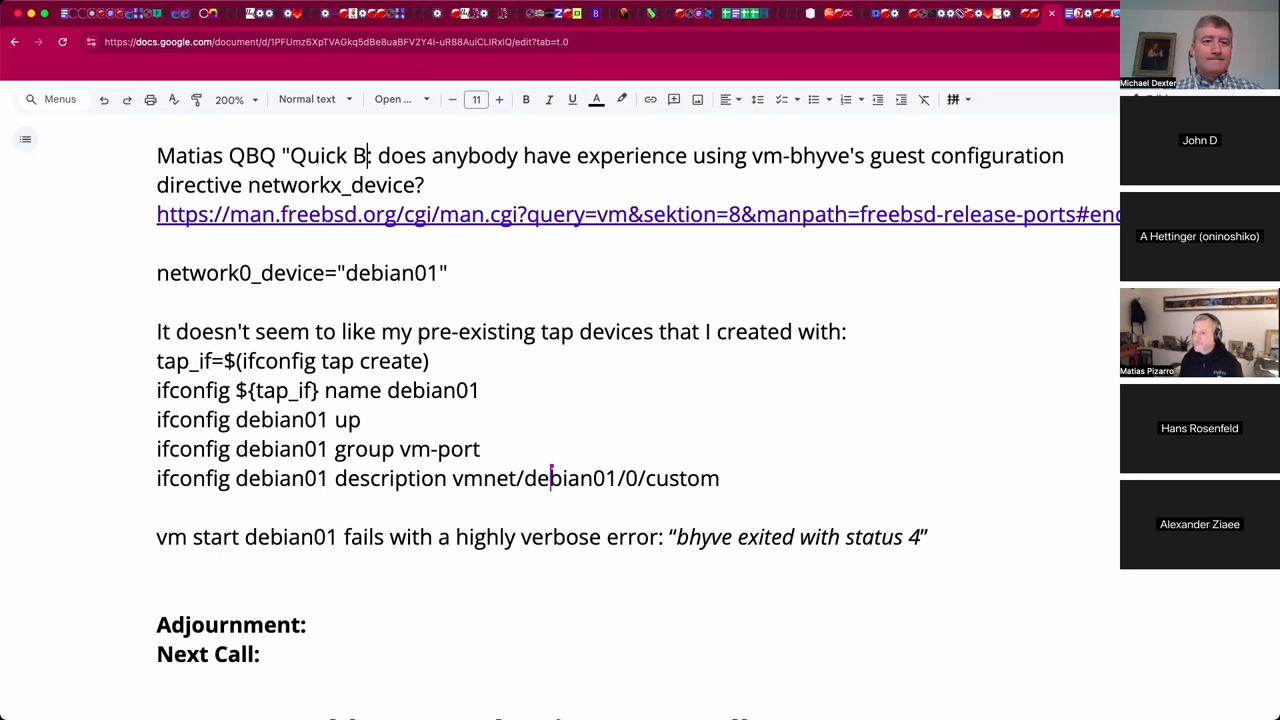 https://docs.google.com/document/d/1PFUmz6XpTVAGkq5dBe8uaBFV2Y4i-uR88AuiCLIRxIQ/edit?tab=t.0
Menus
200%
Normal text
Open ...
11
Matias QBQ "Quick B: does anybody have experience using vm-bhyve's guest configuration
directive networkx_device?
https://man.freebsd.org/cgi/man.cgi?query=vm&sektion=8&manpath=freebsd-release-ports#end
network0_device="debian01"
It doesn't seem to like my pre-existing tap devices that I created with:
tap_if=$(ifconfig tap create)
ifconfig ${tap_if} name debian01
ifconfig debian01 up
ifconfig debian01 group vm-port
ifconfig debian01 description vmnet/debian01/0/custom
vm start debian01 fails with a highly verbose error: “bhyve exited with status 4”
Adjournment:
Next Call:
Michael Dexter
John D
A Hettinger (oninoshiko)
Matias Pizarro
Hans Rosenfeld
Alexander Ziaee